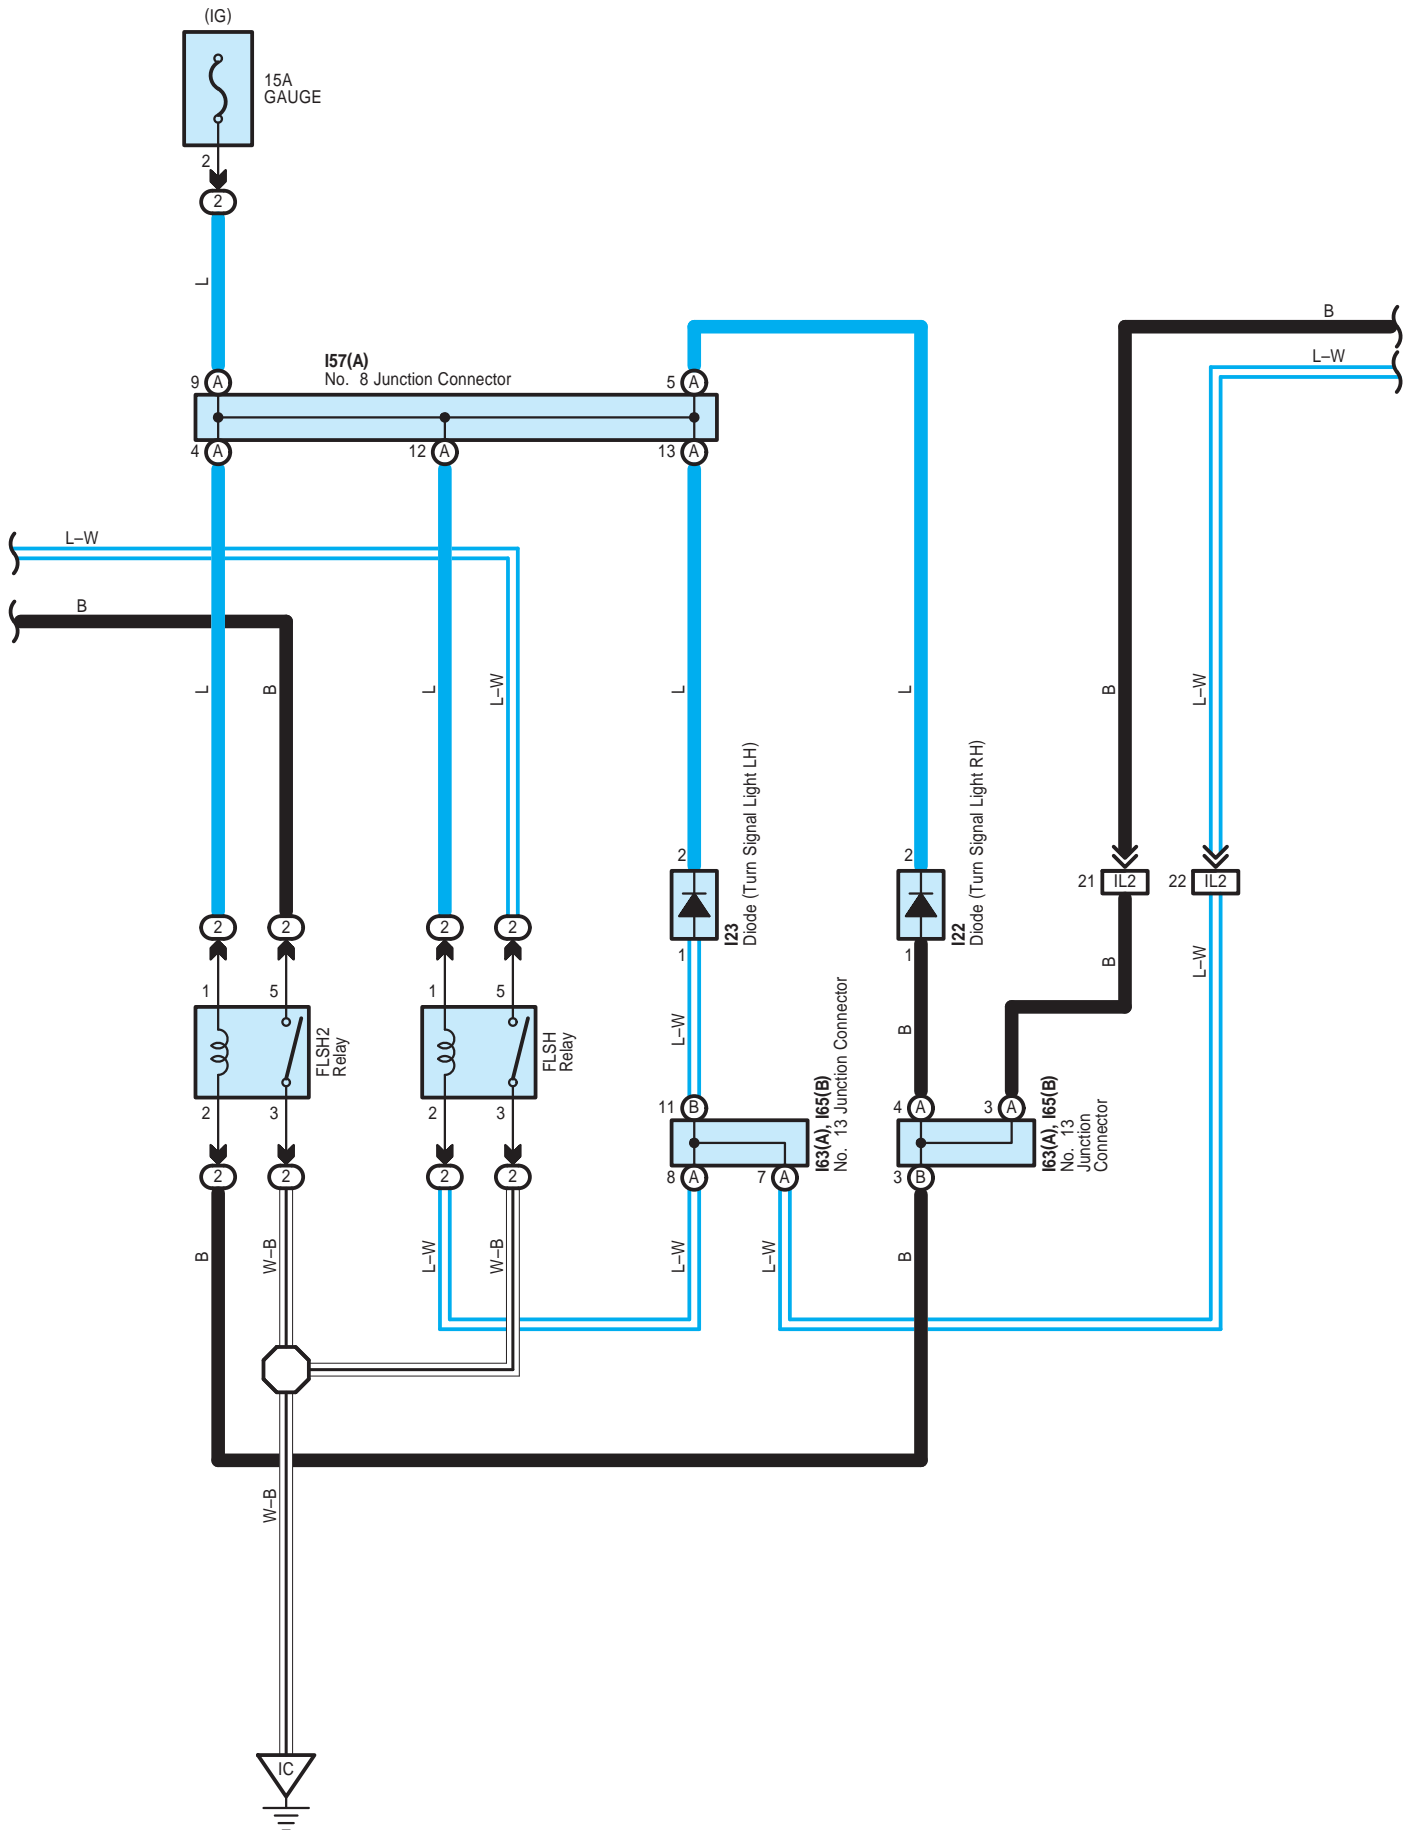 (IG)
15A
GAUGE
2
2
L
B
L–W
I57(A)
No. 8 Junction Connector
9 A
5 A
4 A
12 A
13 A
L–W
B
L
B
L
L–W
L
L
B
L–W
2
I23
Diode (Turn Signal Light LH)
1
2
I22
Diode (Turn Signal Light RH)
1
21 IL2
22 IL2
2
2
2
2
1
5
1
5
FLSH2
Relay
FLSH
Relay
2
3
2
3
2
2
2
2
L–W
B
B
L–W
11 B
8 A
7 A
I63(A), I65(B)
No. 13 Junction Connector
4 A
3 A
3 B
I63(A), I65(B)
No. 13
Junction
Connector
B
W–B
L–W
W–B
L–W
L–W
B
W–B
IC